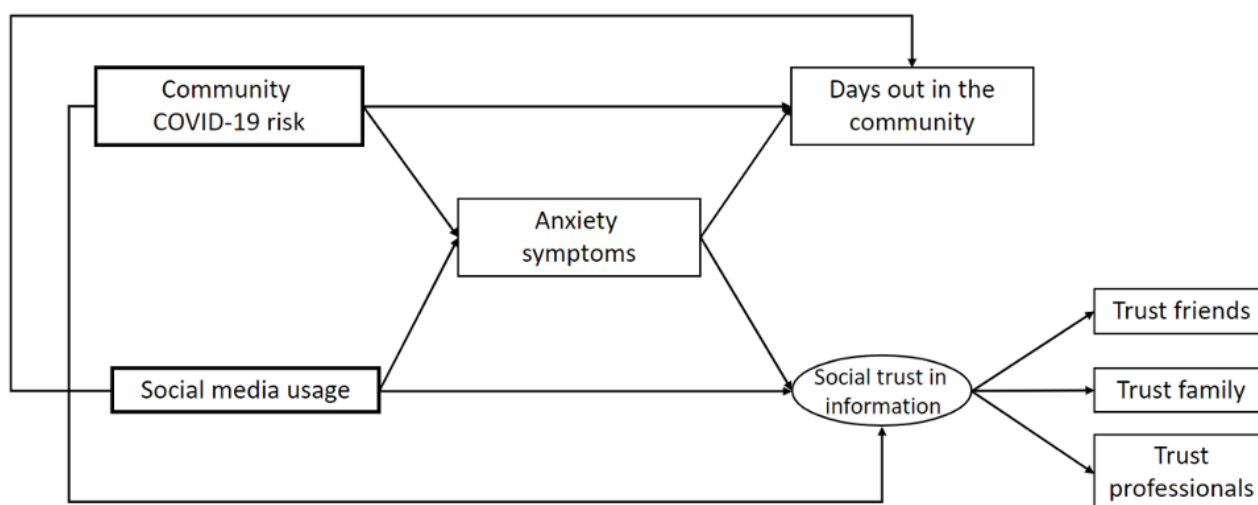 Community
COVID-19 risk
Days out in the
community
Anxiety
symptoms
Trust friends
Social media usage
Social trust in
information
Trust family
Trust
professionals